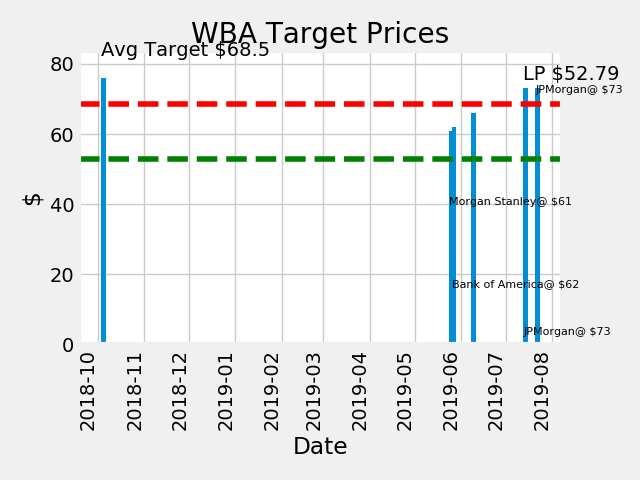 WBA Target Prices
Avg Target $68.5
LP $52.79
JPMorgan@ $73
Morgan Stanley@ $61
Bank of America@ $62
JPMorgan@ $73
$
80
60
40
20
0
2018-10
2018-11
2018-12
2019-01
2019-02
2019-03
2019-04
2019-05
2019-06
2019-07
2019-08
Date